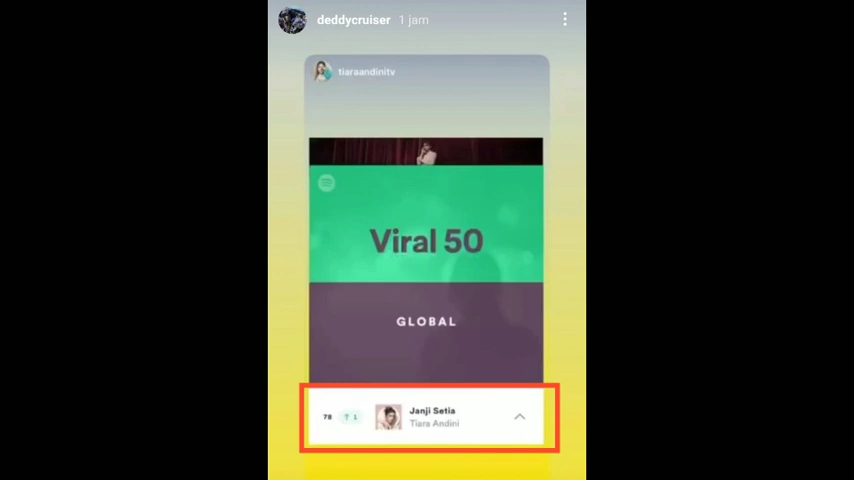 deddycruiser 1 jam
tiaraandinitv
Viral 50
GLOBAL
78 ↑ 1 Janji Setia
Tiara Andini